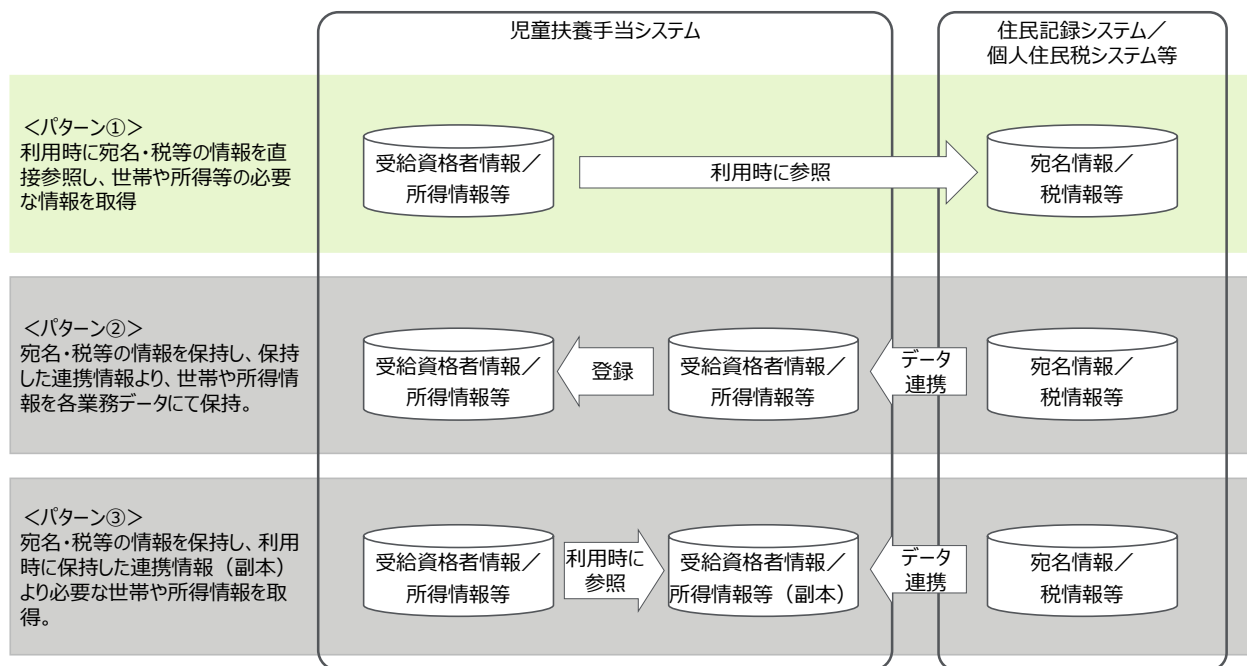 児童扶養手当システム
住民記録システム／
個人住民税システム等
＜パターン①＞
利用時に宛名・税等の情報を直
接参照し、世帯や所得等の必要
な情報を取得
受給資格者情報／
所得情報等
利用時に参照
宛名情報／
税情報等
＜パターン②＞
宛名・税等の情報を保持し、保持
した連携情報より、世帯や所得情
報を各業務データにて保持。
受給資格者情報／
所得情報等
登録
受給資格者情報／
所得情報等
データ
連携
宛名情報／
税情報等
＜パターン③＞
宛名・税等の情報を保持し、利用
時に保持した連携情報（副本）
より必要な世帯や所得情報を取
得。
受給資格者情報／
所得情報等
利用時に
参照
受給資格者情報／
所得情報等（副本）
データ
連携
宛名情報／
税情報等